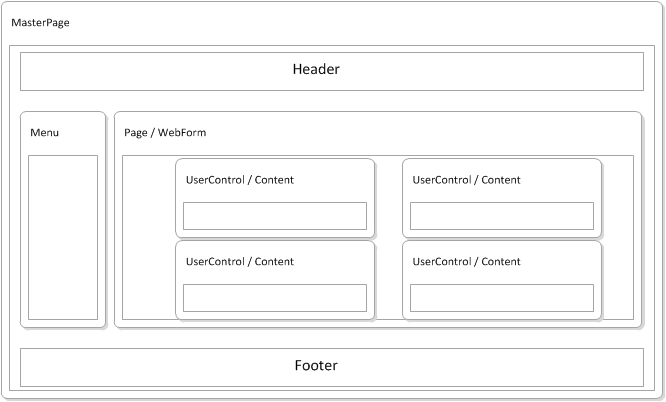 MasterPage
Header
Menu
Page / WebForm
UserControl / Content
UserControl / Content
UserControl / Content
UserControl / Content
Footer